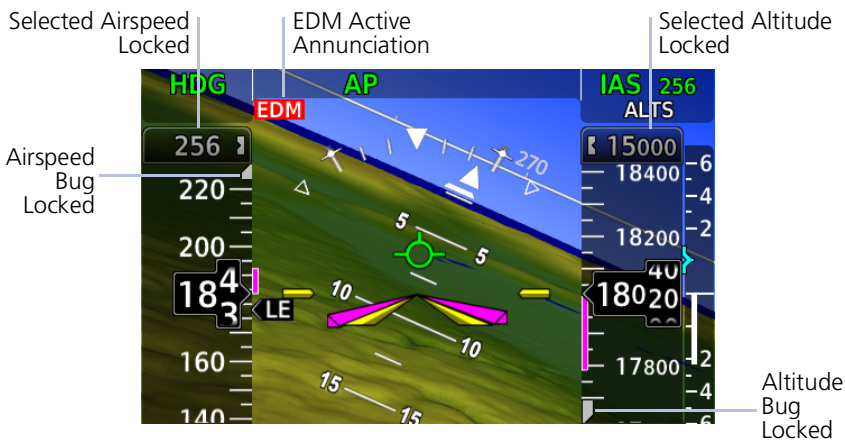 Selected Airspeed
Locked
EDM Active
Annunciation
Selected Altitude
Locked
HDG AP IAS 256
EDM ALTS
256 15000
270
Airspeed
Bug
Locked
220
200
184
3
LE
160
140
5 5
10 10
15 15
18400
18200
40
18020
17800
6
4
2
2
4
6
Altitude
Bug
Locked